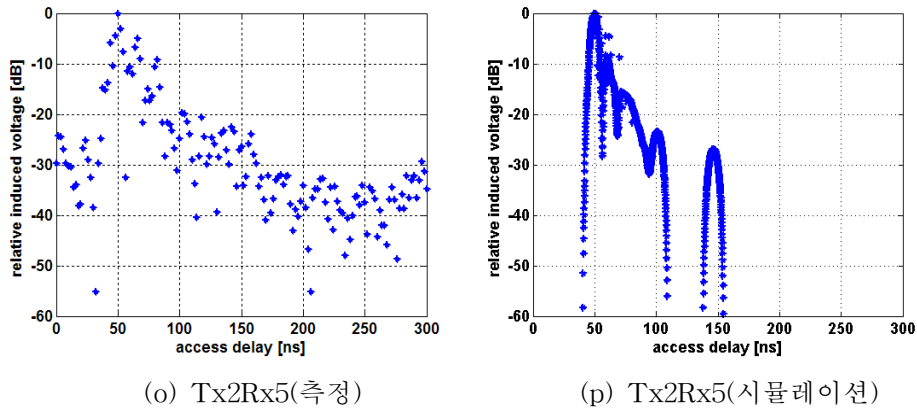 0
-10
-20
-30
-40
-50
-60
0 50 100 150 200 250 300
relative induced voltage [dB]
access delay [ns]
(o) Tx2Rx5(측정)
0
-10
-20
-30
-40
-50
-60
0 50 100 150 200 250 300
relative induced voltage [dB]
access delay [ns]
(p) Tx2Rx5(시뮬레이션)